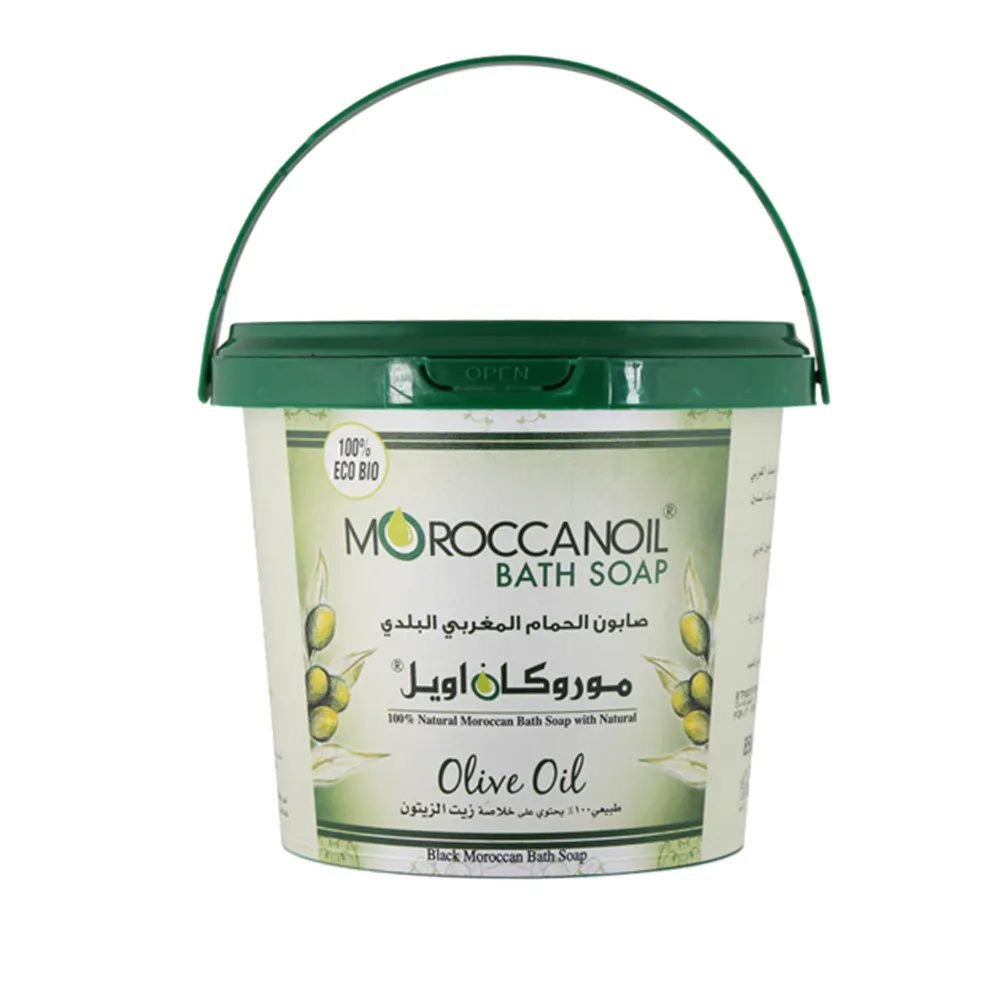 OPEN
100%
ECO BIO
MOROCCANOIL®
BATH SOAP
صابون الحمام المغربي البلدي
موروكان اويل®
100% Natural Moroccan Bath Soap with Natural
Olive Oil
طبيعي ١٠٠٪ يحتوي على خلاصة زيت الزيتون
Black Moroccan Bath Soap